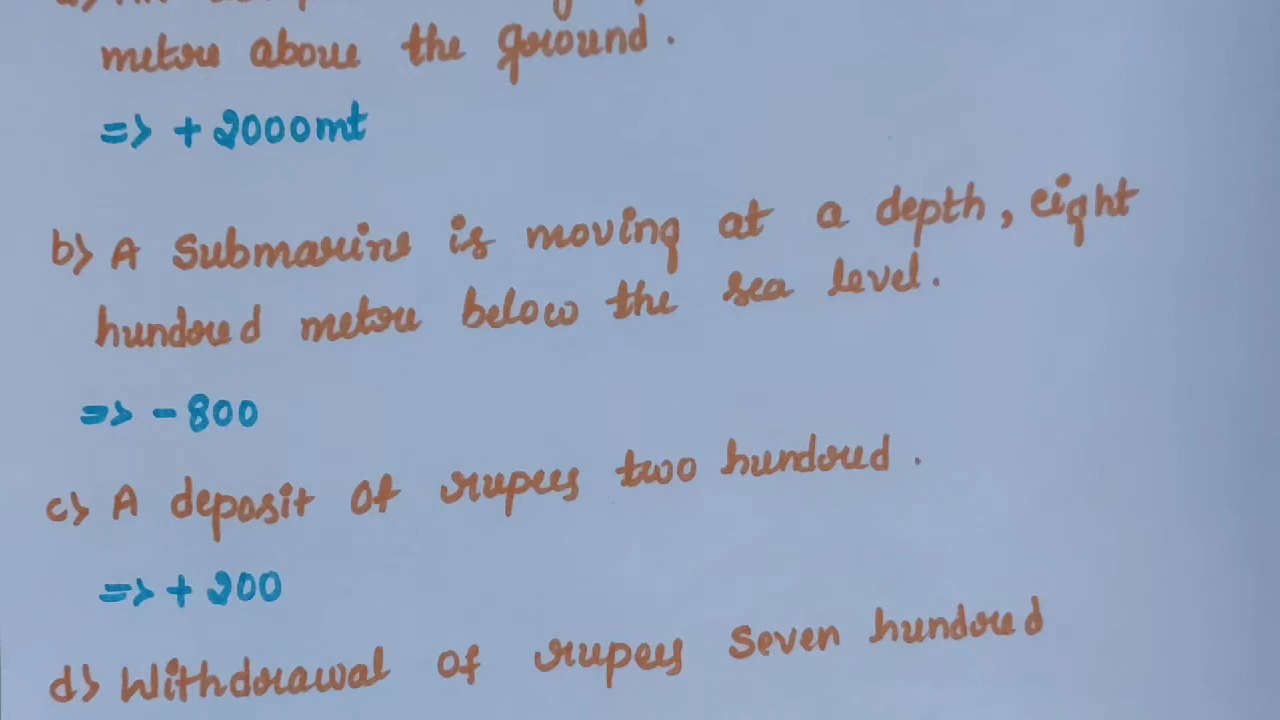 metre above the ground.
=> + 2000mt
b) A Submarine is moving at a depth, eight
hundred metre below the sea level.
=> - 800
c) A deposit of rupees two hundred.
=> + 200
d) Withdrawal of rupees seven hundred